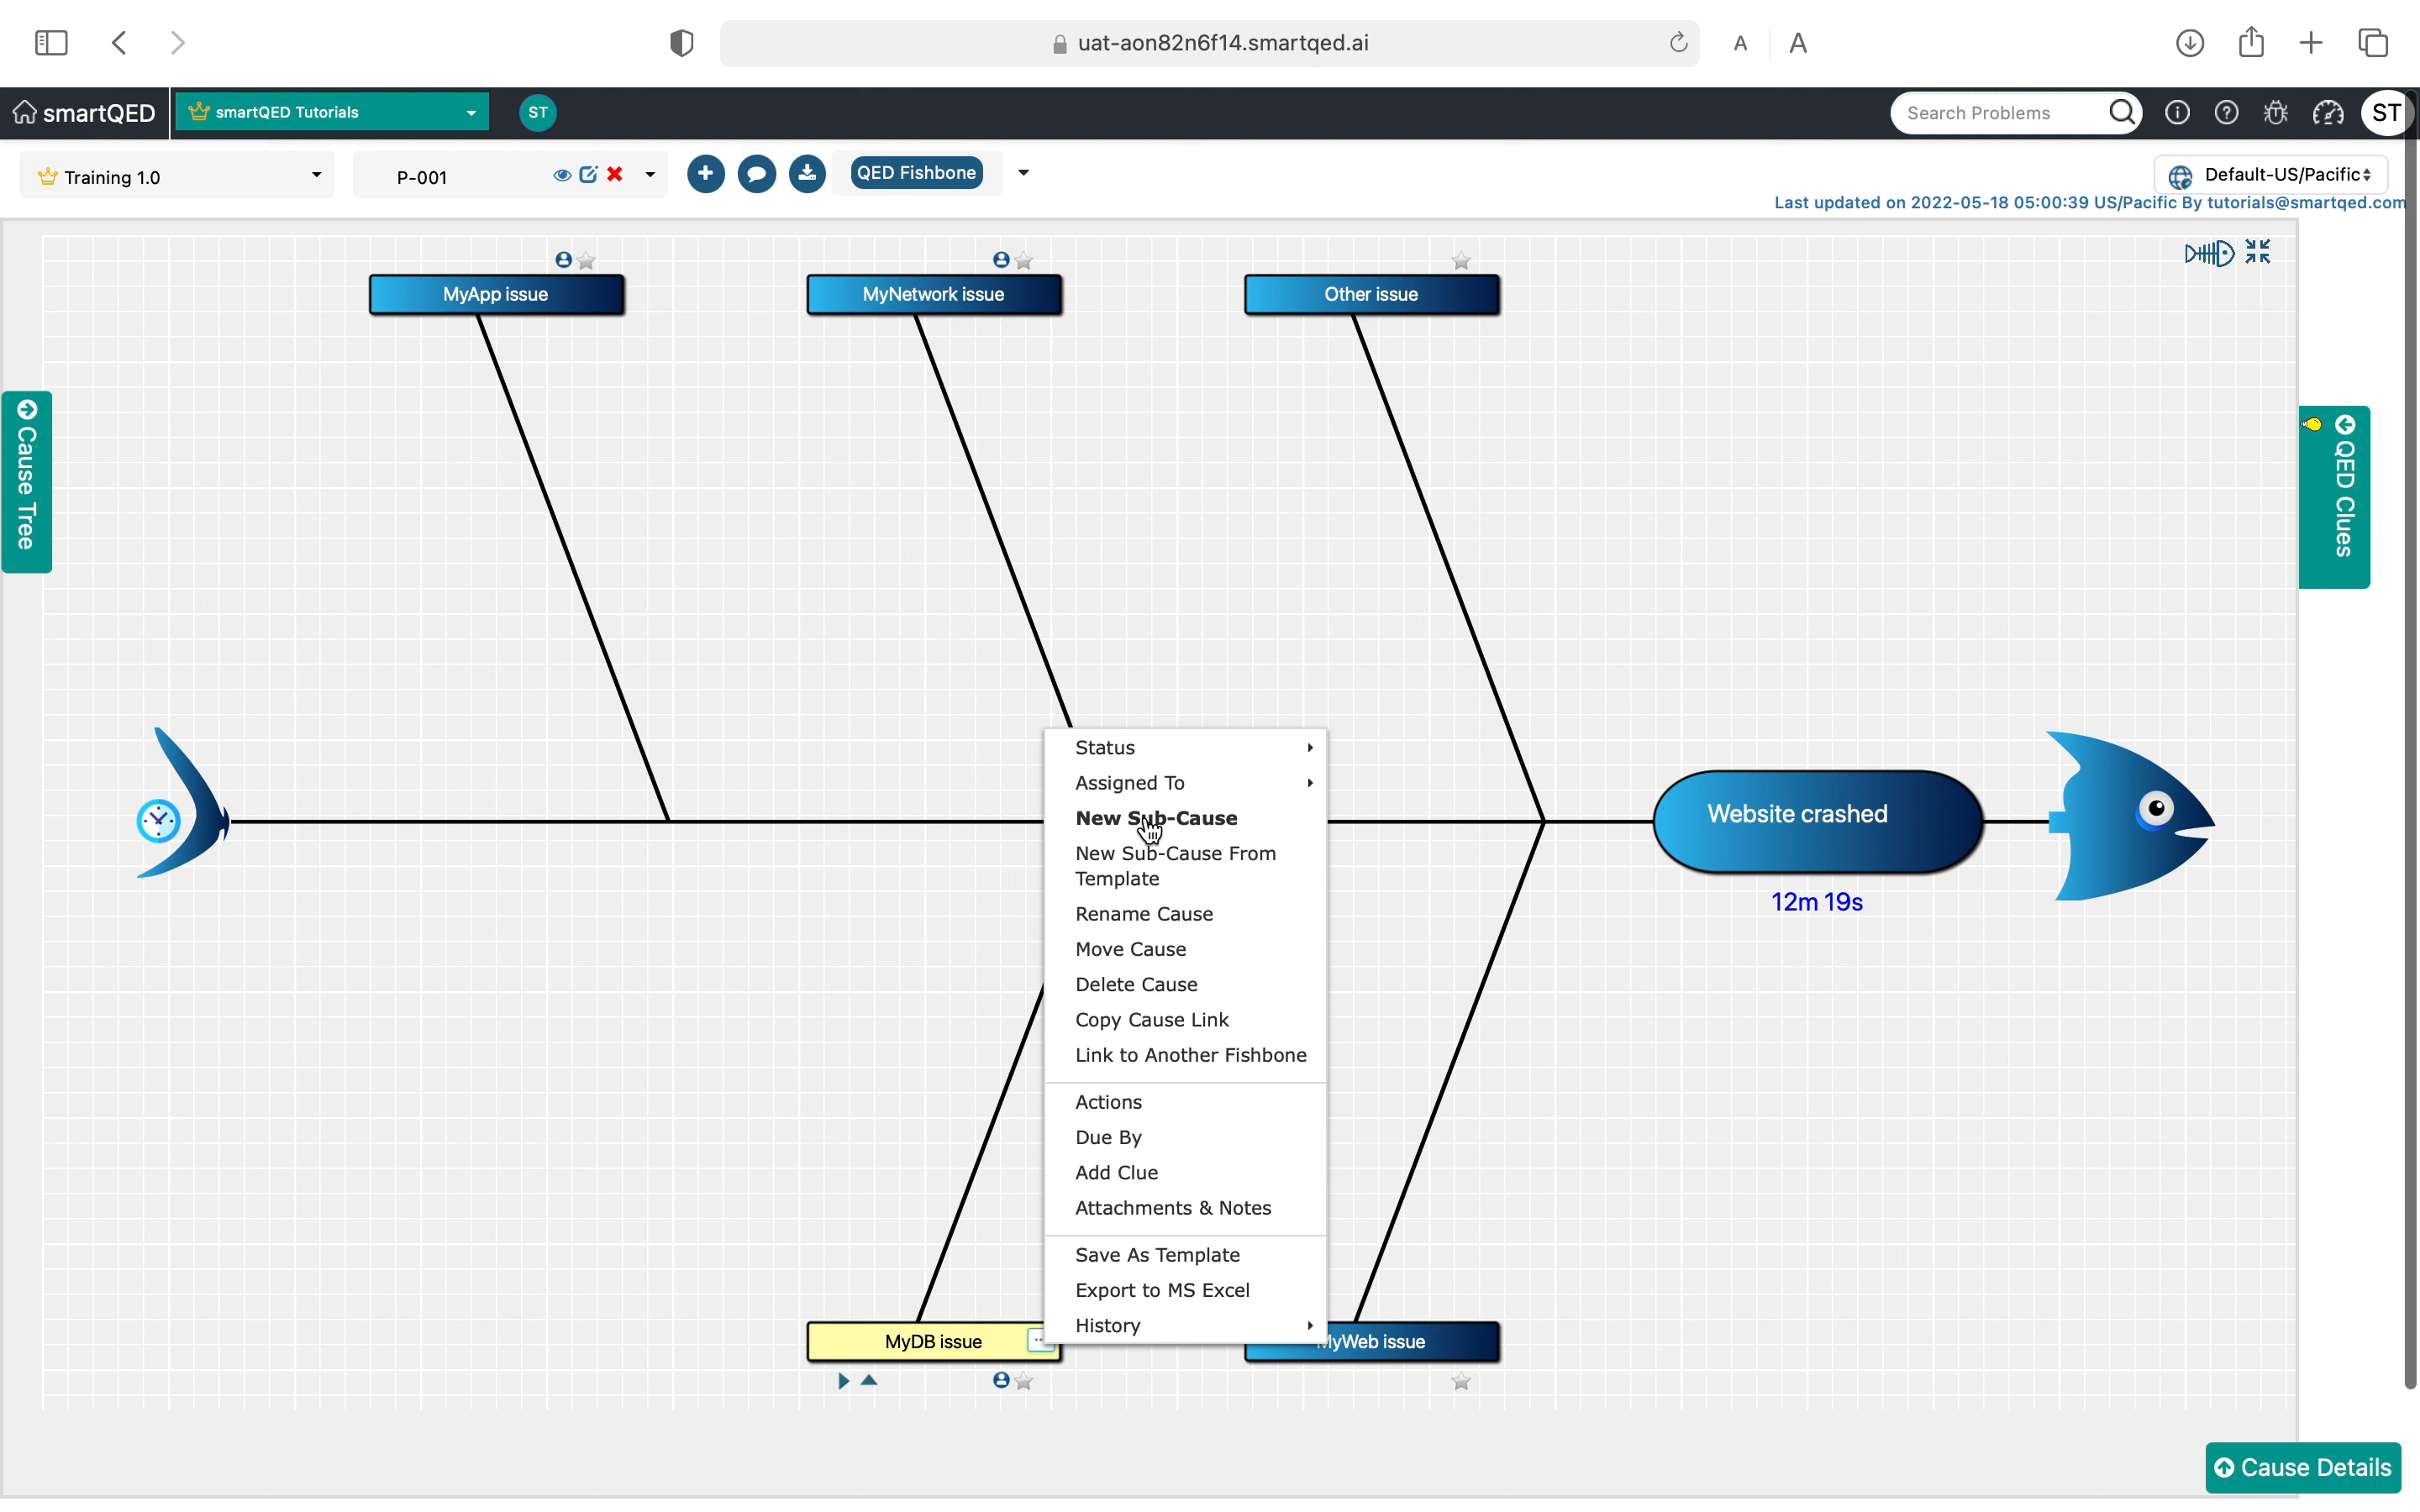 uat-aon82n6f14.smartqed.ai
A A
smartQED
smartQED Tutorials
ST
Search Problems
ST
Training 1.0
P-001
QED Fishbone
Default-US/Pacific
Last updated on 2022-05-18 05:00:39 US/Pacific By tutorials@smartqed.com
MyApp issue
MyNetwork issue
Other issue
Cause Tree
QED Clues
Status
Assigned To
New Sub-Cause
New Sub-Cause From
Template
Rename Cause
Move Cause
Delete Cause
Copy Cause Link
Link to Another Fishbone
Actions
Due By
Add Clue
Attachments & Notes
Save As Template
Export to MS Excel
History
Website crashed
12m 19s
MyDB issue
MyWeb issue
Cause Details